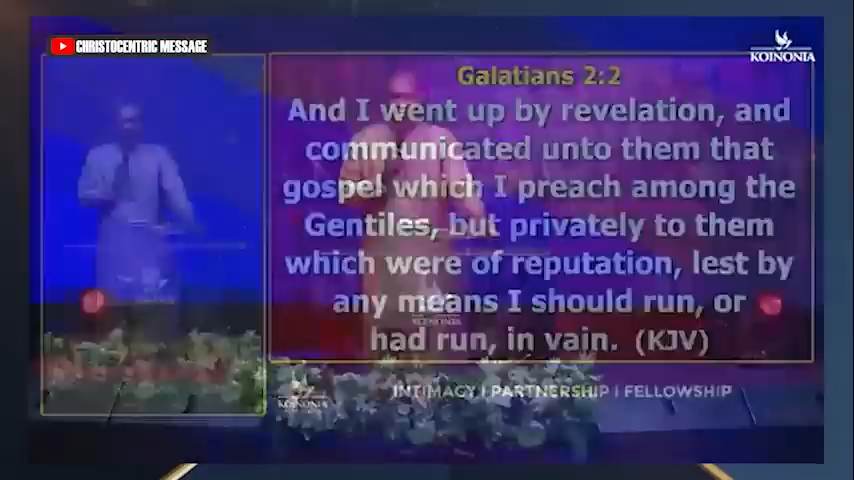 CHRISTOCENTRIC MESSAGE
KOINONIA
Galatians 2:2
And I went up by revelation, and
communicated unto them that
gospel which I preach among the
Gentiles, but privately to them
which were of reputation, lest by
any means I should run, or
had run, in vain. (KJV)
KOINONIA
INTIMACY | PARTNERSHIP | FELLOWSHIP
KOINONIA